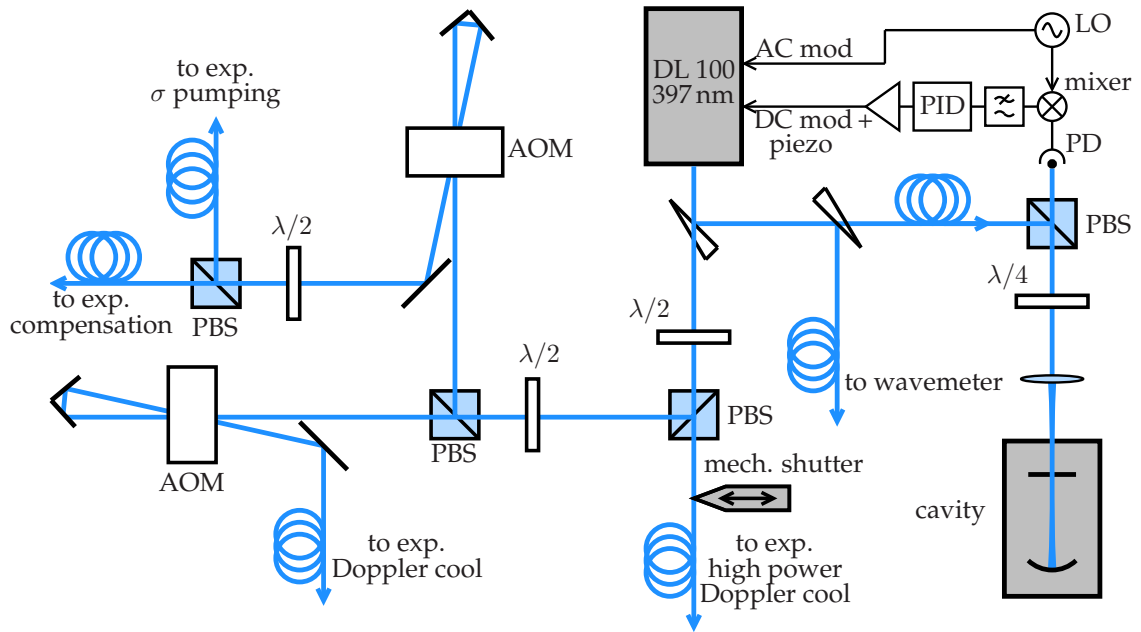 LO
AC mod
DL 100
397 nm
mixer
PID
DC mod +
piezo
PD
to exp.
σ pumping
AOM
PBS
λ/2
λ/4
to exp.
compensation
PBS
λ/2
λ/2
to wavemeter
PBS
PBS
AOM
mech. shutter
cavity
to exp.
Doppler cool
to exp.
high power
Doppler cool